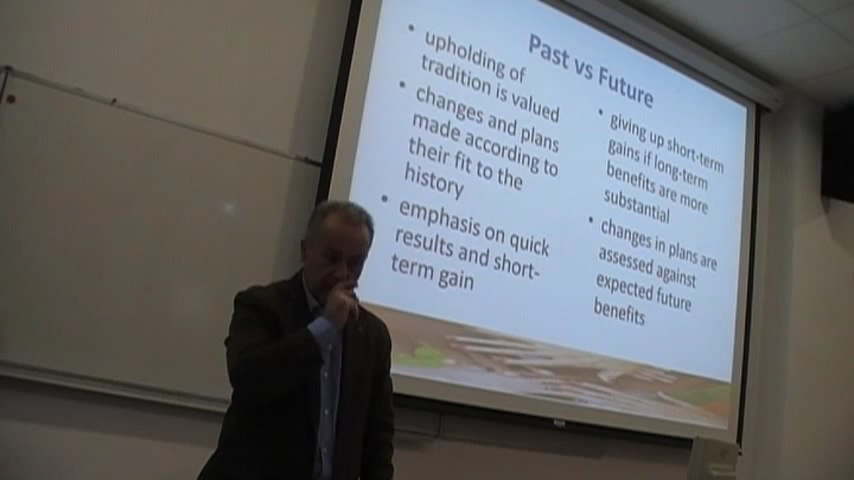 Past vs Future
• upholding of
tradition is valued
• changes and plans
made according to
their fit to the
history
• emphasis on quick
results and short-
term gain
• giving up short-term
gains if long-term
benefits are more
substantial
• changes in plans are
assessed against
expected future
benefits